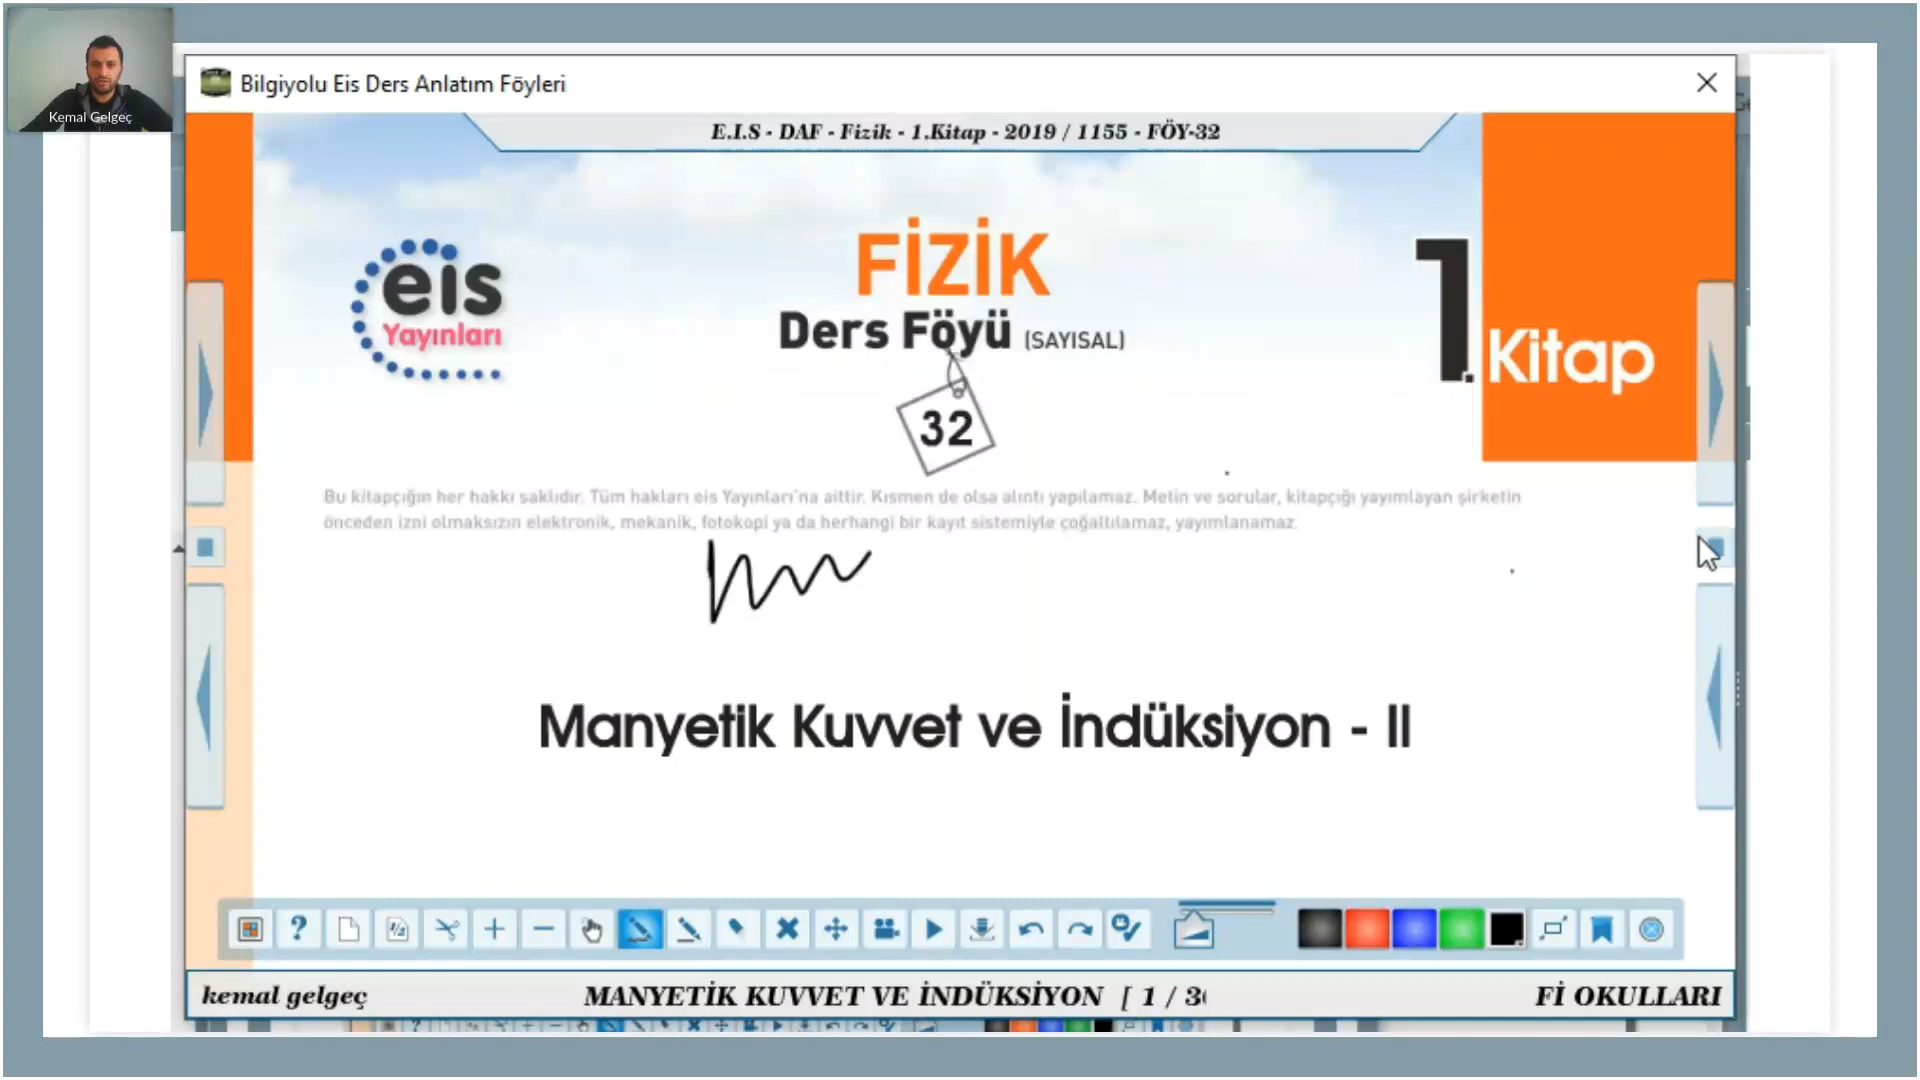 Kemal Gelgeç
Bilgiyolu Eis Ders Anlatım Föyleri
E.I.S - DAF - Fizik - 1.Kitap - 2019 / 1155 - FÖY-32
eis
Yayınları
FİZİK
Ders Föyü (SAYISAL)
32
1.Kitap
Bu kitapçığın her hakkı saklıdır. Tüm hakları eis Yayınları'na aittir. Kısmen de olsa alıntı yapılamaz. Metin ve sorular, kitapçığı yayımlayan şirketin
önceden izni olmaksızın elektronik, mekanik, fotokopi ya da herhangi bir kayıt sistemiyle çoğaltılamaz, yayımlanamaz.
Manyetik Kuvvet ve İndüksiyon - II
kemal gelgeç
MANYETİK KUVVET VE İNDÜKSİYON [ 1 / 3
Fİ OKULLARI